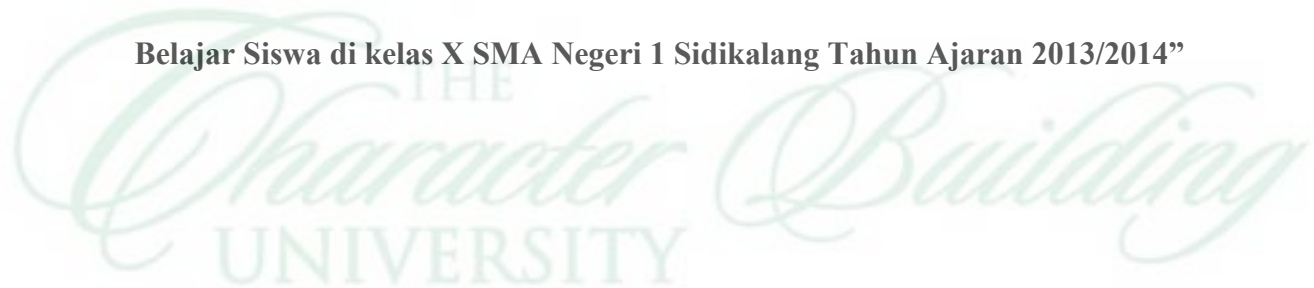 Belajar Siswa di kelas X SMA Negeri 1 Sidikalang Tahun Ajaran 2013/2014”
THE
Character Building
UNIVERSITY